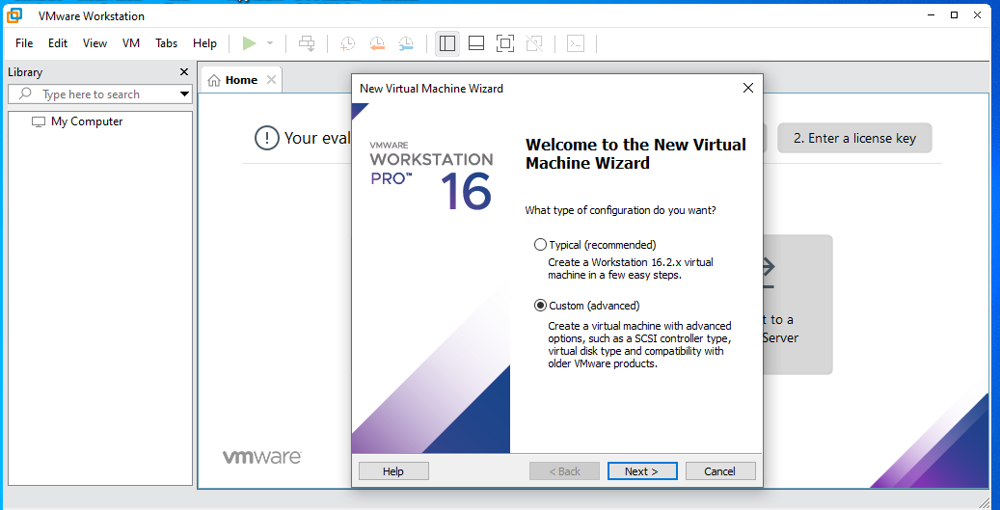 VMware Workstation
File Edit View VM Tabs Help
Library
Type here to search
My Computer
Home
Your eval
2. Enter a license key
t to a
Server
vmware
New Virtual Machine Wizard
VMWARE
WORKSTATION
PRO™ 16
Welcome to the New Virtual
Machine Wizard
What type of configuration do you want?
Typical (recommended)
Create a Workstation 16.2.x virtual
machine in a few easy steps.
Custom (advanced)
Create a virtual machine with advanced
options, such as a SCSI controller type,
virtual disk type and compatibility with
older VMware products.
Help < Back Next > Cancel